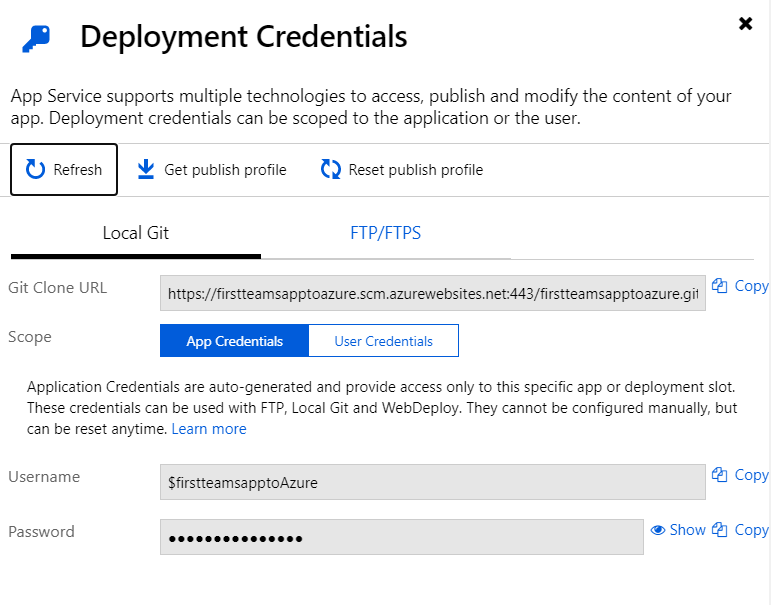 Deployment Credentials
App Service supports multiple technologies to access, publish and modify the content of your
app. Deployment credentials can be scoped to the application or the user.
Refresh Get publish profile Reset publish profile
Local Git FTP/FTPS
Git Clone URL https://firstteamsapptoazure.scm.azurewebsites.net:443/firstteamsapptoazure.git Copy
Scope App Credentials User Credentials
Application Credentials are auto-generated and provide access only to this specific app or deployment slot.
These credentials can be used with FTP, Local Git and WebDeploy. They cannot be configured manually, but
can be reset anytime. Learn more
Username $firstteamsapptoAzure Copy
Password ●●●●●●●●●●●●●●● Show Copy